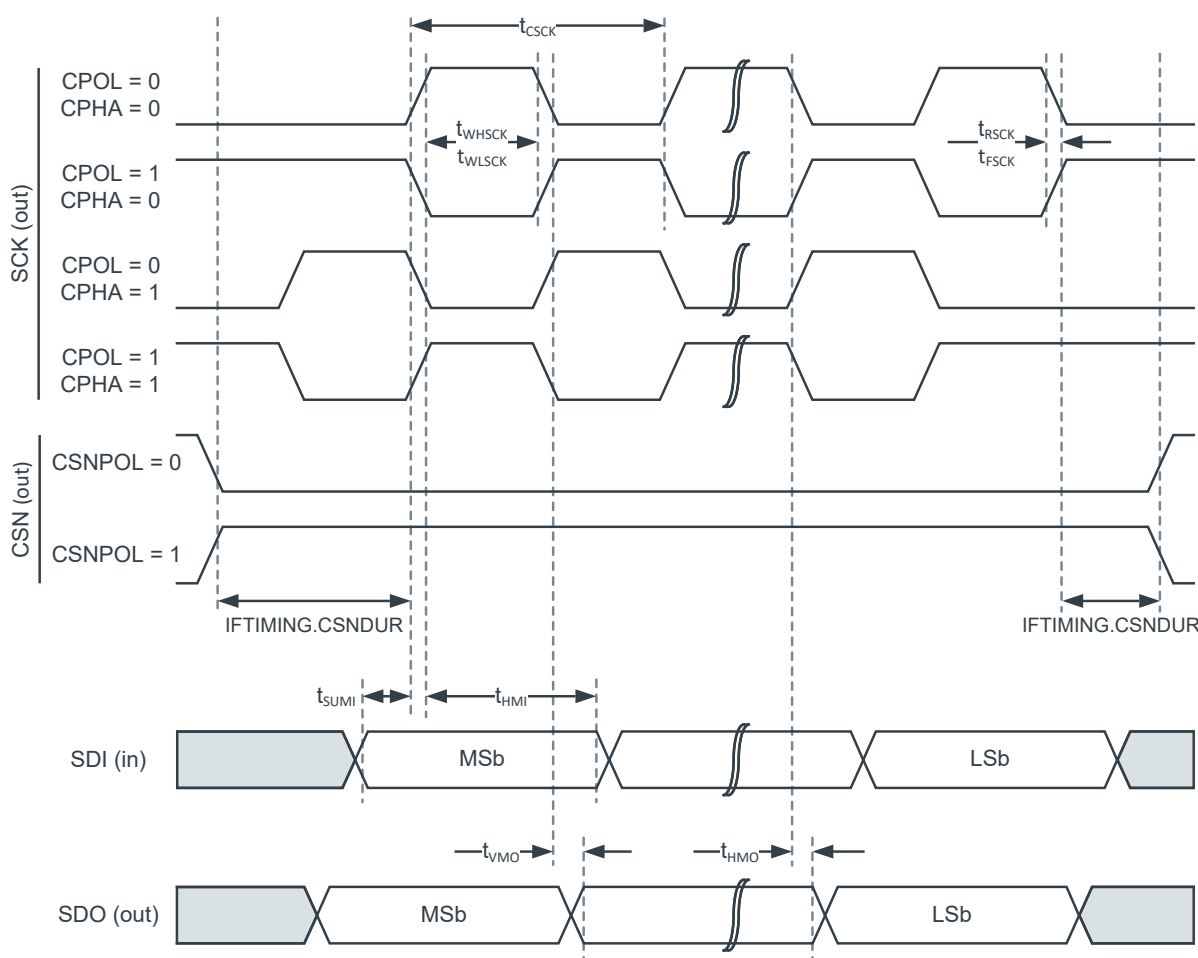 tCSCK
CPOL = 0
CPHA = 0
tWHSCK
tWLSCK
tRSCK
tFSCK
CPOL = 1
CPHA = 0
SCK (out)
CPOL = 0
CPHA = 1
CPOL = 1
CPHA = 1
CSN (out)
CSNPOL = 0
CSNPOL = 1
IFTIMING.CSNDUR
IFTIMING.CSNDUR
tSUMI
tHMI
SDI (in)
MSb
LSb
tVMO
tHMO
SDO (out)
MSb
LSb